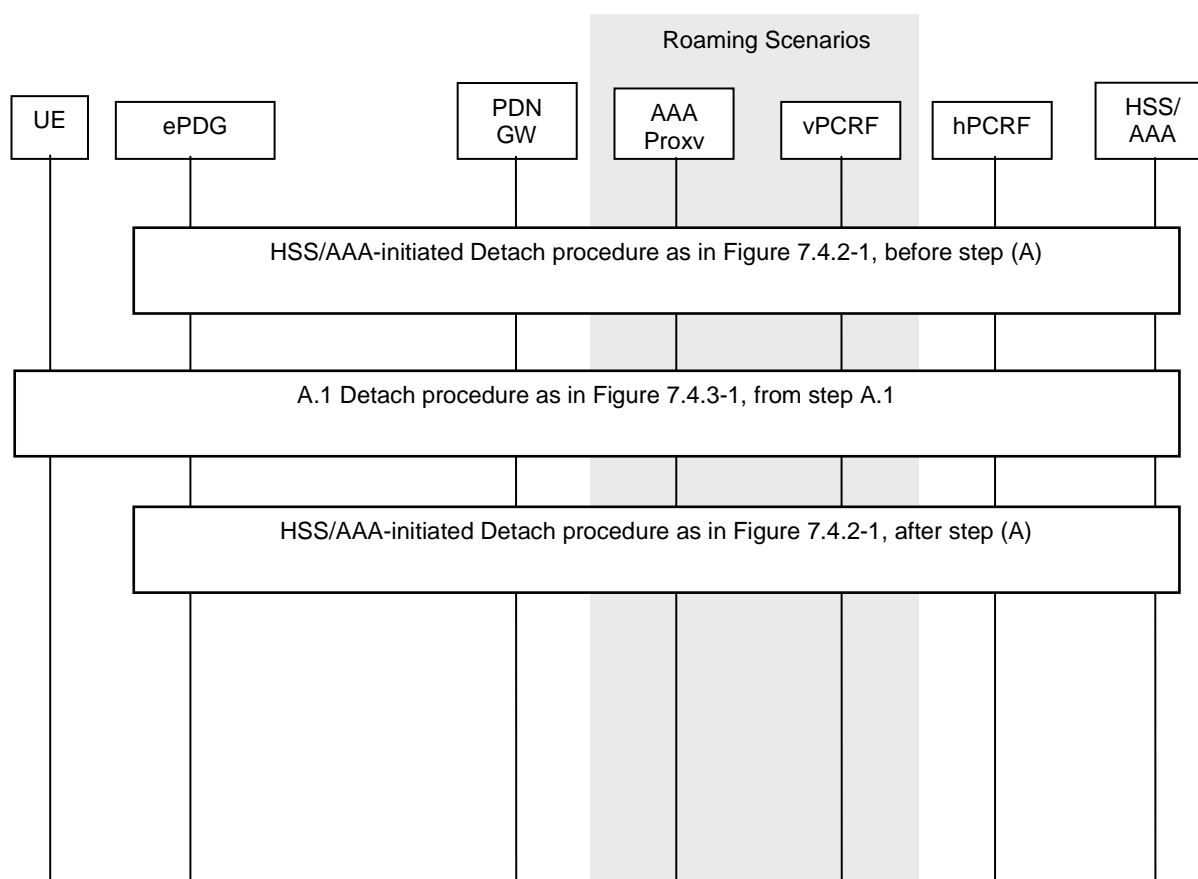 Roaming Scenarios
UE
ePDG
PDN
GW
AAA
Proxv
vPCRF
hPCRF
HSS/
AAA
HSS/AAA-initiated Detach procedure as in Figure 7.4.2-1, before step (A)
A.1 Detach procedure as in Figure 7.4.3-1, from step A.1
HSS/AAA-initiated Detach procedure as in Figure 7.4.2-1, after step (A)